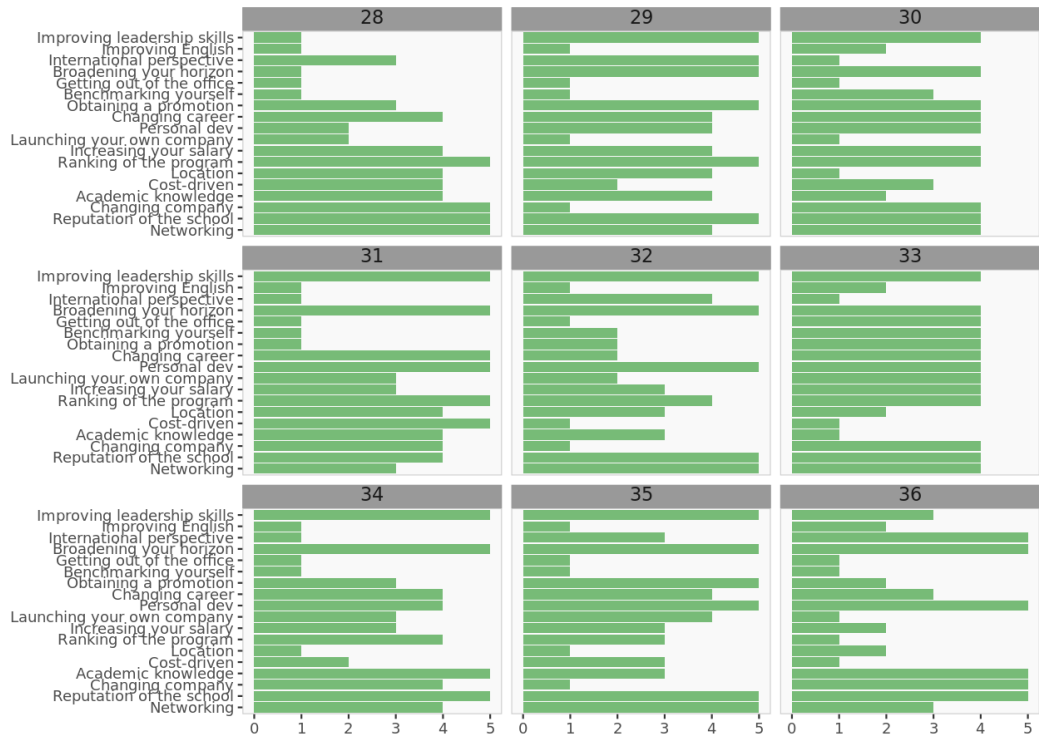 28 29 30
Improving leadership skills
Improving English
International perspective
Broadening your horizon
Getting out of the office
Benchmarking yourself
Obtaining a promotion
Changing career
Personal dev
Launching your own company
Increasing your salary
Ranking of the program
Location
Cost-driven
Academic knowledge
Changing company
Reputation of the school
Networking
31 32 33
Improving leadership skills
Improving English
International perspective
Broadening your horizon
Getting out of the office
Benchmarking yourself
Obtaining a promotion
Changing career
Personal dev
Launching your own company
Increasing your salary
Ranking of the program
Location
Cost-driven
Academic knowledge
Changing company
Reputation of the school
Networking
34 35 36
Improving leadership skills
Improving English
International perspective
Broadening your horizon
Getting out of the office
Benchmarking yourself
Obtaining a promotion
Changing career
Personal dev
Launching your own company
Increasing your salary
Ranking of the program
Location
Cost-driven
Academic knowledge
Changing company
Reputation of the school
Networking
0 1 2 3 4 5 0 1 2 3 4 5 0 1 2 3 4 5